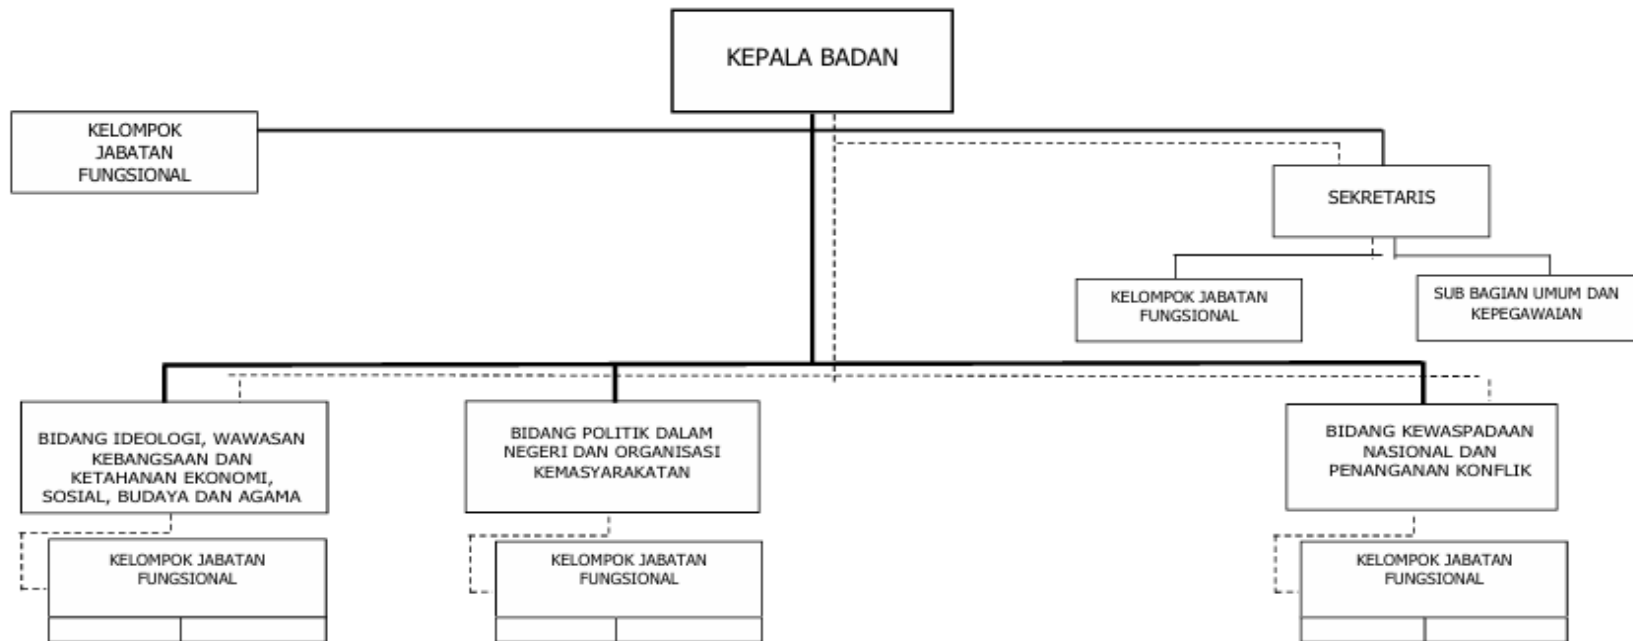 KEPALA BADAN
KELOMPOK
JABATAN
FUNGSIONAL
SEKRETARIS
KELOMPOK JABATAN
FUNGSIONAL
SUB BAGIAN UMUM DAN
KEPEGAWAIAN
BIDANG IDEOLOGI, WAWASAN
KEBANGSAAN DAN
KETAHANAN EKONOMI,
SOSIAL, BUDAYA DAN AGAMA
BIDANG POLITIK DALAM
NEGERI DAN ORGANISASI
KEMASYARAKATAN
BIDANG KEWASPADAAN
NASIONAL DAN
PENANGANAN KONFLIK
KELOMPOK JABATAN
FUNGSIONAL
KELOMPOK JABATAN
FUNGSIONAL
KELOMPOK JABATAN
FUNGSIONAL